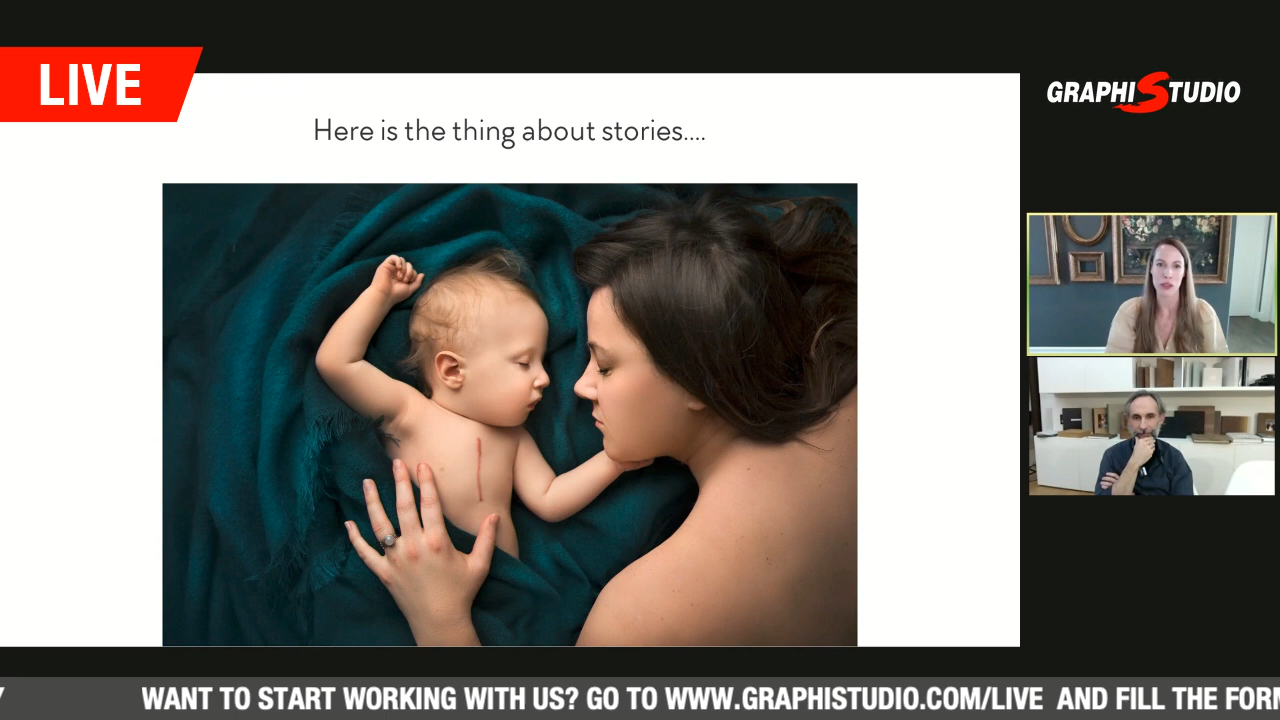 LIVE
Here is the thing about stories....
GRAPHISTUDIO
WANT TO START WORKING WITH US? GO TO WWW.GRAPHISTUDIO.COM/LIVE AND FILL THE